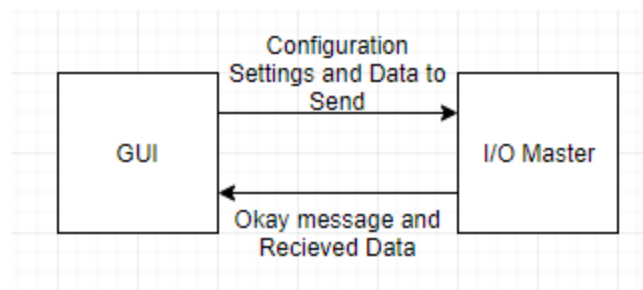 Configuration
Settings and Data to
Send
GUI
I/O Master
Okay message and
Recieved Data